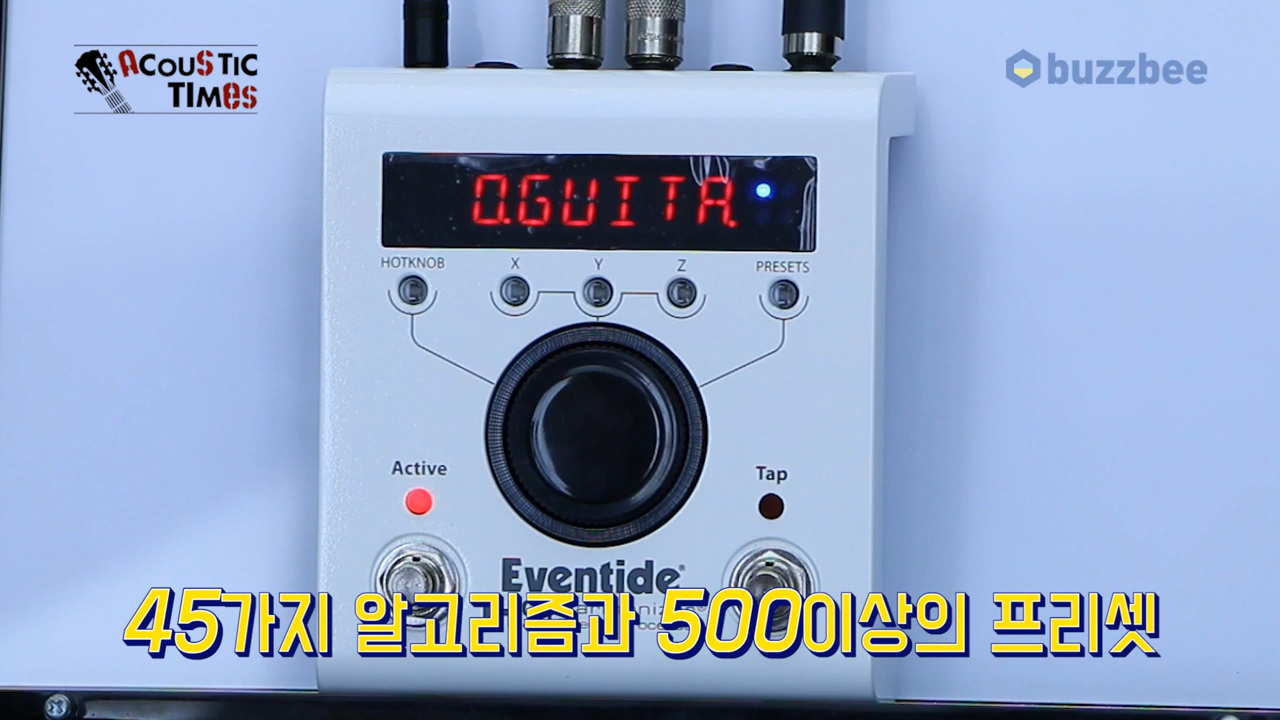 ACOUSTIC
TIMES
buzzbee
0.GUITA.
HOTKNOB
X
Y
Z
PRESETS
Active
Tap
Eventide®
45가지 알고리즘과 500이상의 프리셋